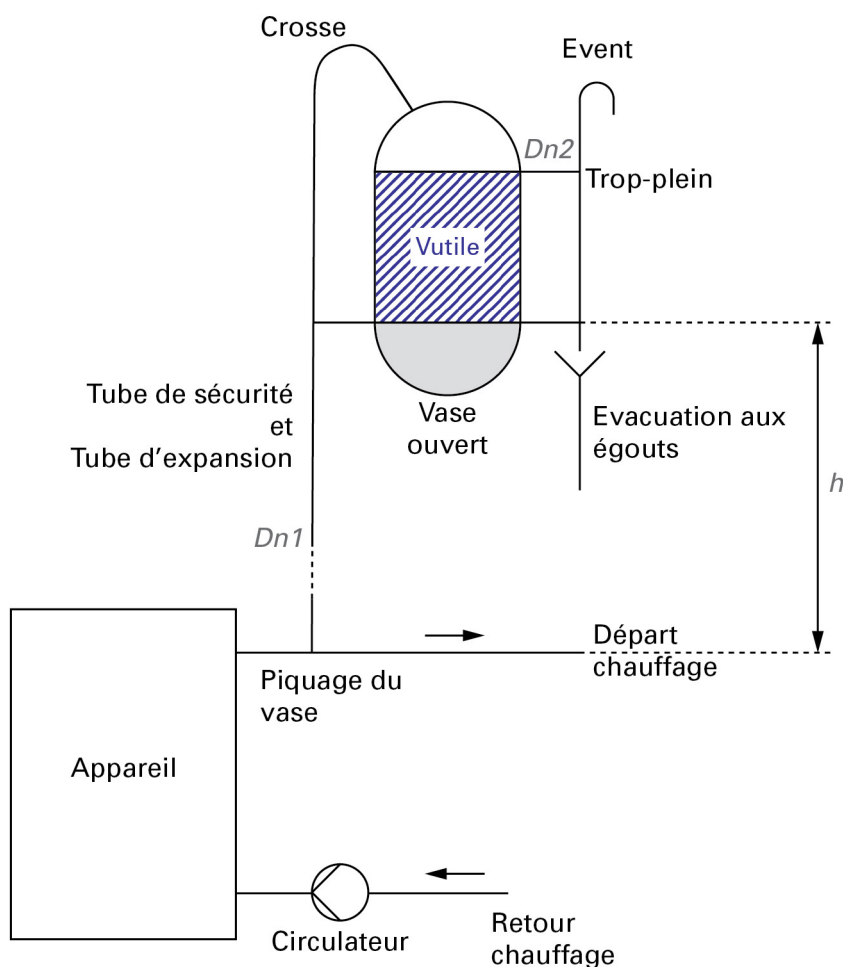 Crosse
Event
Dn2
Trop-plein
Vutile
Tube de sécurité
et
Tube d'expansion
Vase
ouvert
Evacuation aux
égouts
h
Dn1
Départ
chauffage
Piquage du
vase
Appareil
Circulateur
Retour
chauffage